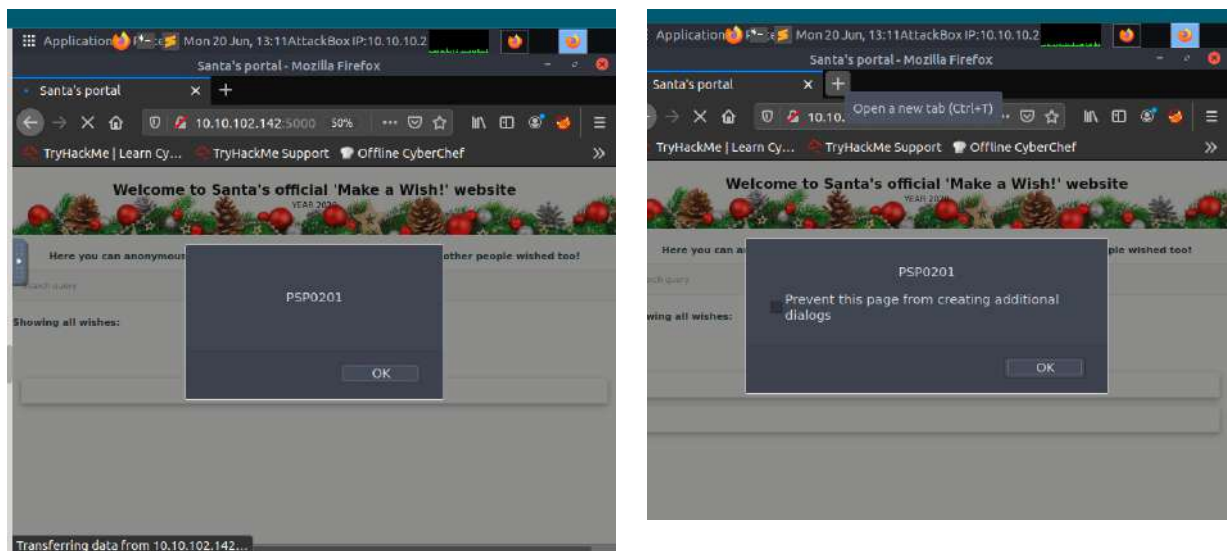 Application
Mon 20 Jun, 13:11 AttackBox IP:10.10.10.2
Santa's portal - Mozilla Firefox
Santa's portal
10.10.102.142:5000 50%
TryHackMe | Learn Cy... TryHackMe Support Offline CyberChef
Welcome to Santa's official 'Make a Wish!' website
YEAR 2020
Here you can anonymous other people wished too!
Search query
Showing all wishes:
PSP0201
OK
Transferring data from 10.10.102.142...
Application
Mon 20 Jun, 13:11 AttackBox IP:10.10.10.2
Santa's portal - Mozilla Firefox
Santa's portal
Open a new tab (Ctrl+T)
10.10.
TryHackMe | Learn Cy... TryHackMe Support Offline CyberChef
Welcome to Santa's official 'Make a Wish!' website
YEAR 2020
Here you can a ple wished too!
wing all wishes:
PSP0201
Prevent this page from creating additional
dialogs
OK